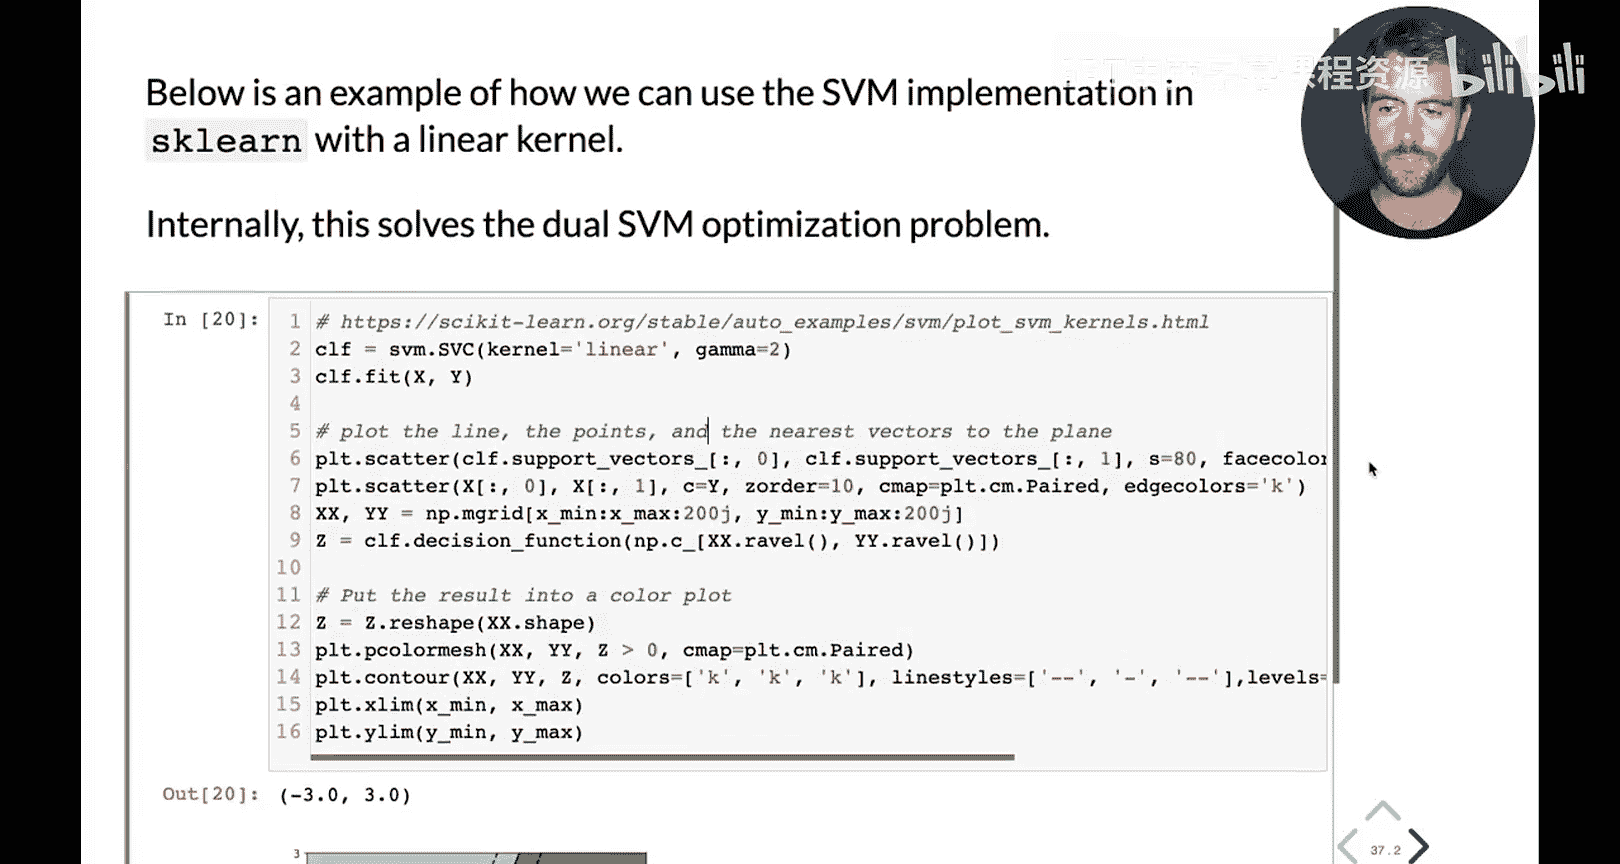 Below is an example of how we can use the SVM implementation in
sklearn with a linear kernel.
Internally, this solves the dual SVM optimization problem.
In [20]:
1 # https://scikit-learn.org/stable/auto_examples/svm/plot_svm_kernels.html
2 clf = svm.SVC(kernel='linear', gamma=2)
3 clf.fit(X, Y)
4
5 # plot the line, the points, and the nearest vectors to the plane
6 plt.scatter(clf.support_vectors_[:, 0], clf.support_vectors_[:, 1], s=80, facecolor
7 plt.scatter(X[:, 0], X[:, 1], c=Y, zorder=10, cmap=plt.cm.Paired, edgecolors='k')
8 XX, YY = np.mgrid[x_min:x_max:200j, y_min:y_max:200j]
9 Z = clf.decision_function(np.c_[XX.ravel(), YY.ravel()])
10
11 # Put the result into a color plot
12 Z = Z.reshape(XX.shape)
13 plt.pcolormesh(XX, YY, Z > 0, cmap=plt.cm.Paired)
14 plt.contour(XX, YY, Z, colors=['k', 'k', 'k'], linestyles=['--', '-', '--'],levels=
15 plt.xlim(x_min, x_max)
16 plt.ylim(y_min, y_max)
Out[20]: (-3.0, 3.0)
3
37.2
课程资源 bilibili